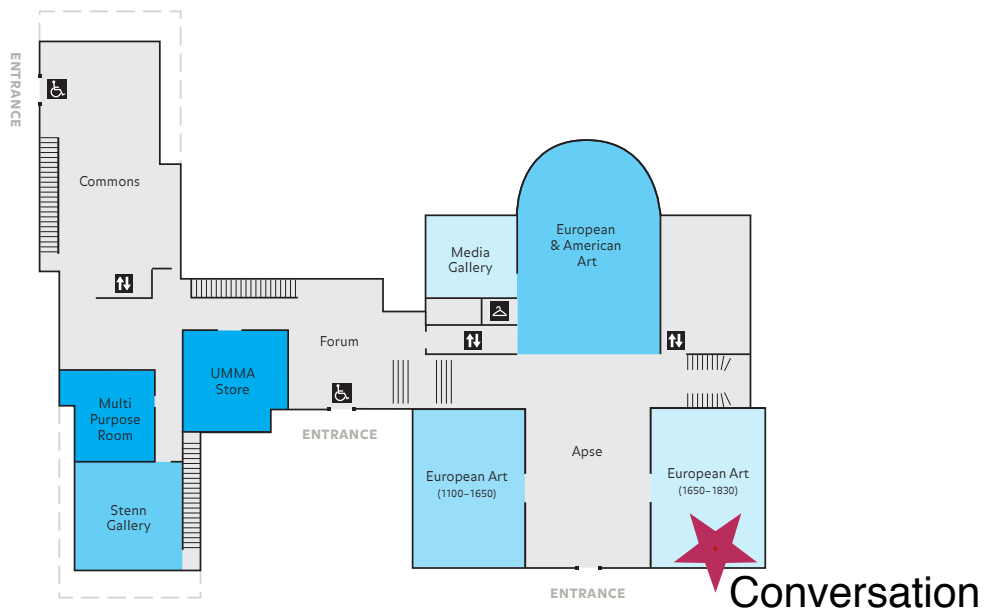 ENTRANCE
Commons
European
& American
Art
Media
Gallery
Forum
UMMA
Store
Multi
Purpose
Room
ENTRANCE
Apse
European Art
(1100–1650)
European Art
(1650–1830)
Stenn
Gallery
ENTRANCE
Conversation